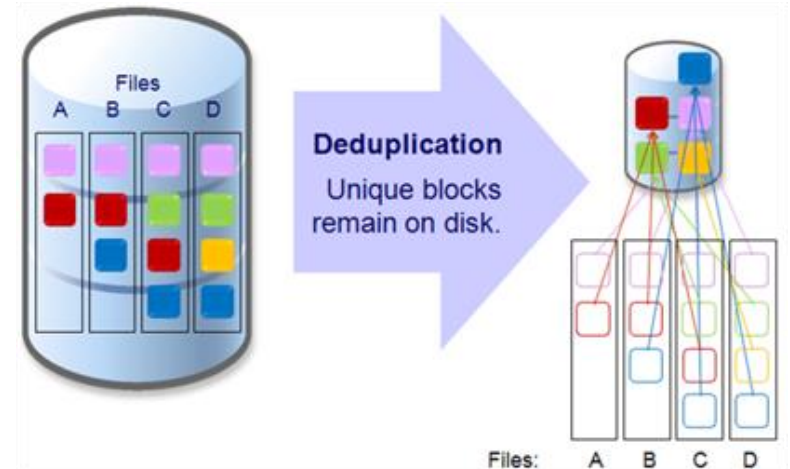 Files
A B C D
Deduplication
Unique blocks
remain on disk.
Files: A B C D